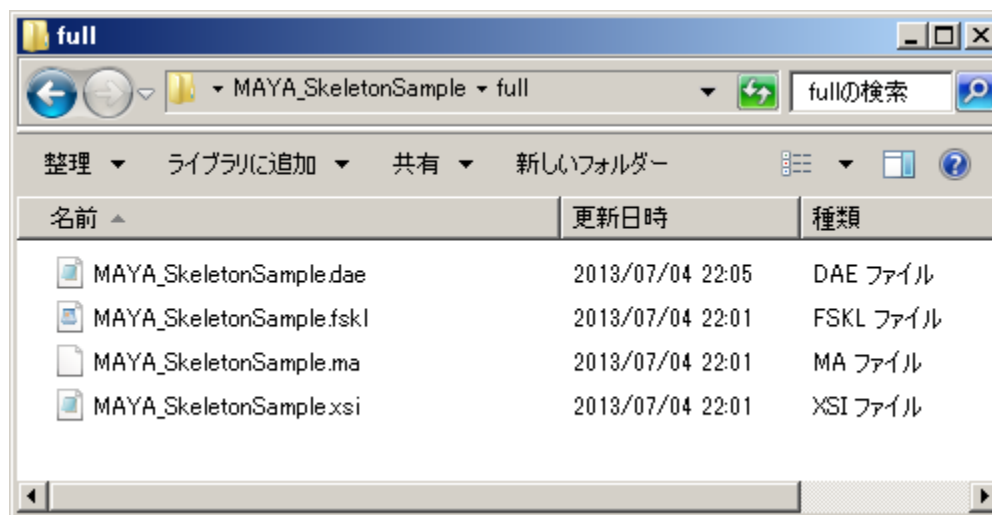 full
MAYA_SkeletonSample full fullの検索
整理 ライブラリに追加 共有 新しいフォルダー
名前 更新日時 種類
MAYA_SkeletonSample.dae 2013/07/04 22:05 DAE ファイル
MAYA_SkeletonSample.fskl 2013/07/04 22:01 FSKL ファイル
MAYA_SkeletonSample.ma 2013/07/04 22:01 MA ファイル
MAYA_SkeletonSample.xsi 2013/07/04 22:01 XSI ファイル